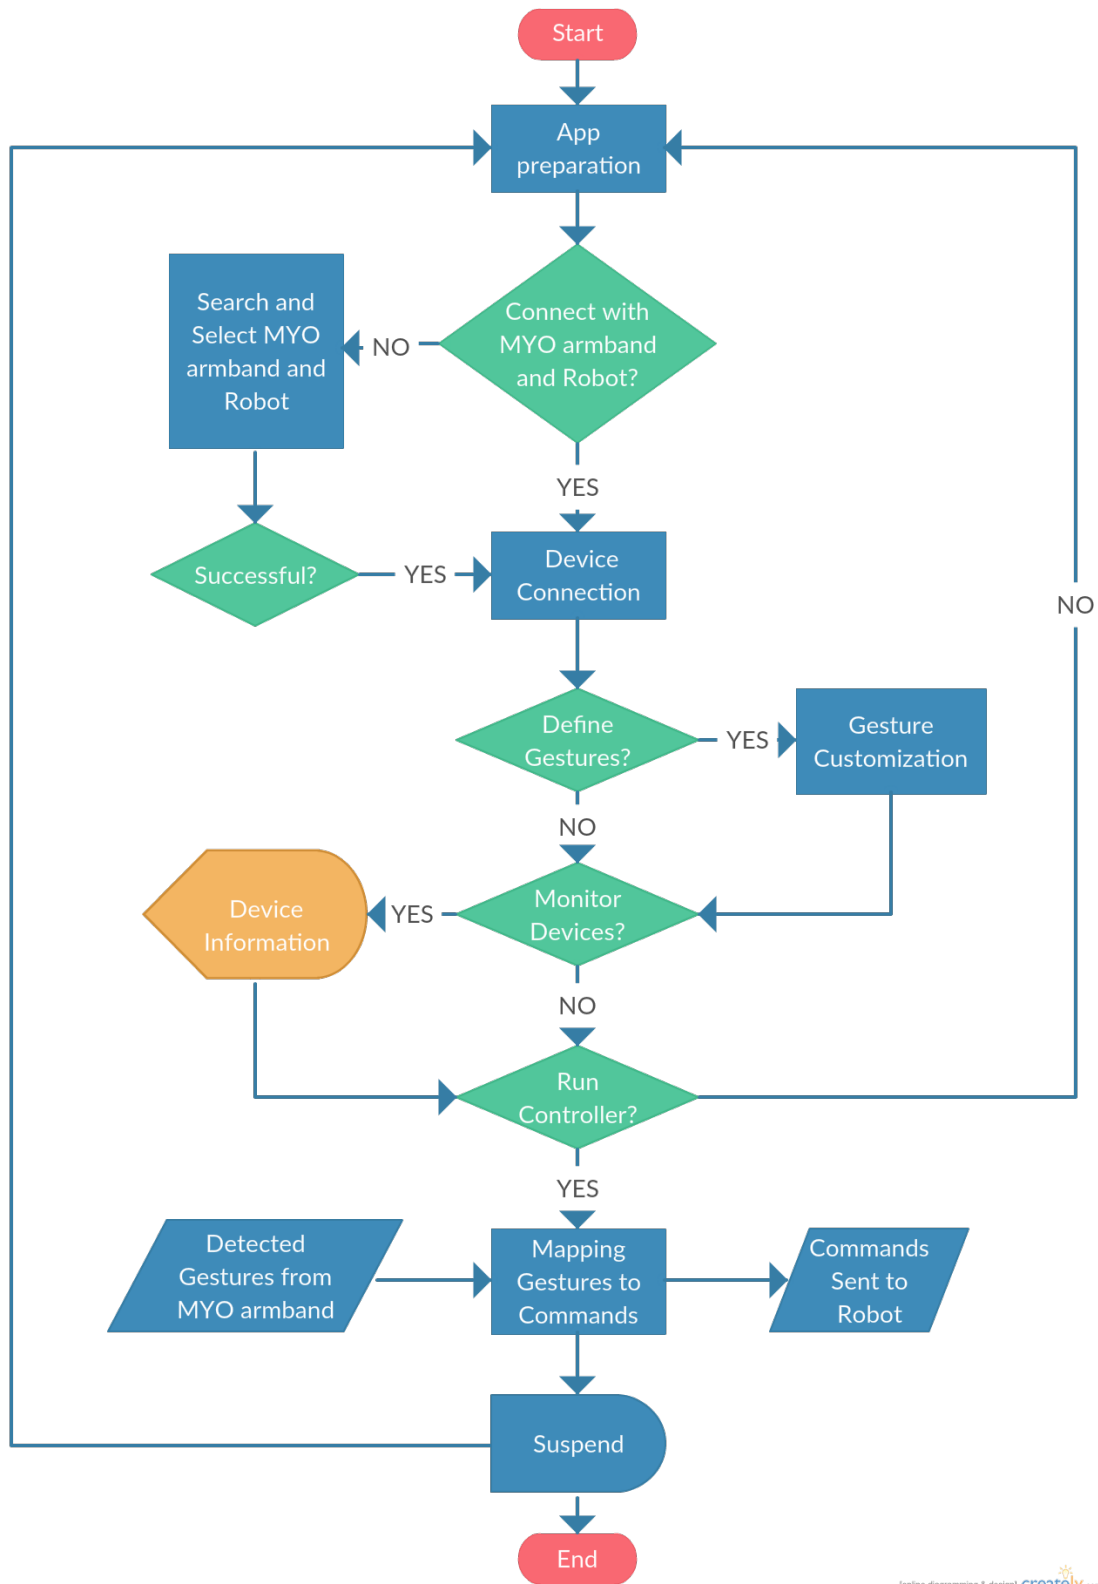 Start
App
preparation
Connect with
MYO armband
and Robot?
NO
Search and
Select MYO
armband and
Robot
YES
Successful?
YES
Device
Connection
NO
Define
Gestures?
YES
Gesture
Customization
NO
Monitor
Devices?
YES
Device
Information
NO
Run
Controller?
YES
Detected
Gestures from
MYO armband
Mapping
Gestures to
Commands
Commands
Sent to
Robot
Suspend
End
creately